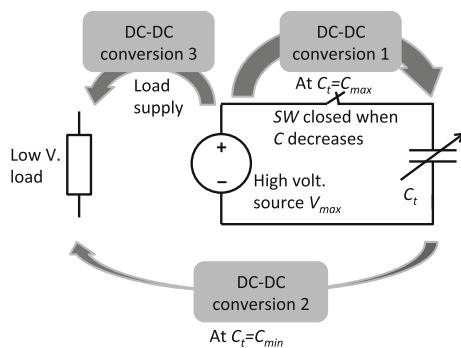 DC-DC
conversion 3
DC-DC
conversion 1
Load
supply
At Ct=Cmax
SW closed when
C decreases
Low V.
load
+
−
High volt.
source Vmax
Ct
DC-DC
conversion 2
At Ct=Cmin